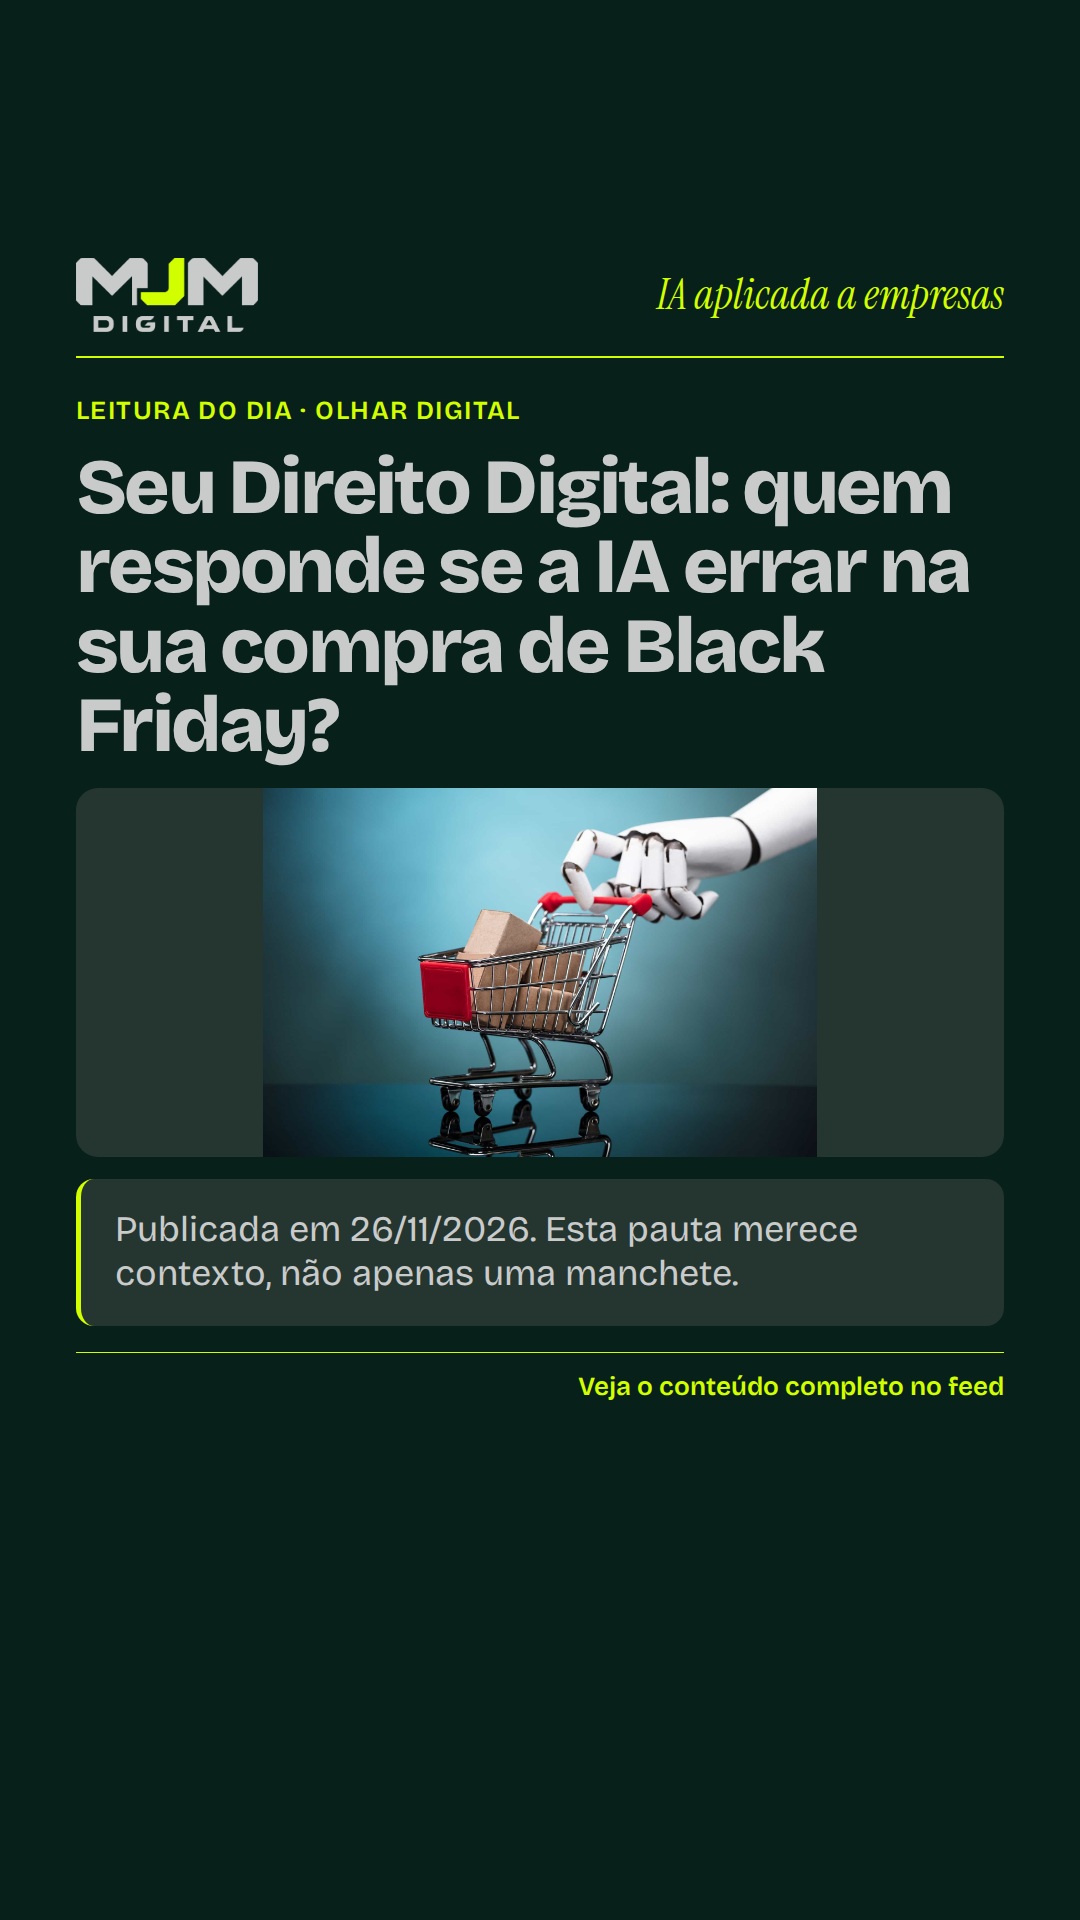 MJM
DIGITAL
IA aplicada a empresas
LEITURA DO DIA · OLHAR DIGITAL
Seu Direito Digital: quem
responde se a IA errar na
sua compra de Black
Friday?
Publicada em 26/11/2026. Esta pauta merece
contexto, não apenas uma manchete.
Veja o conteúdo completo no feed